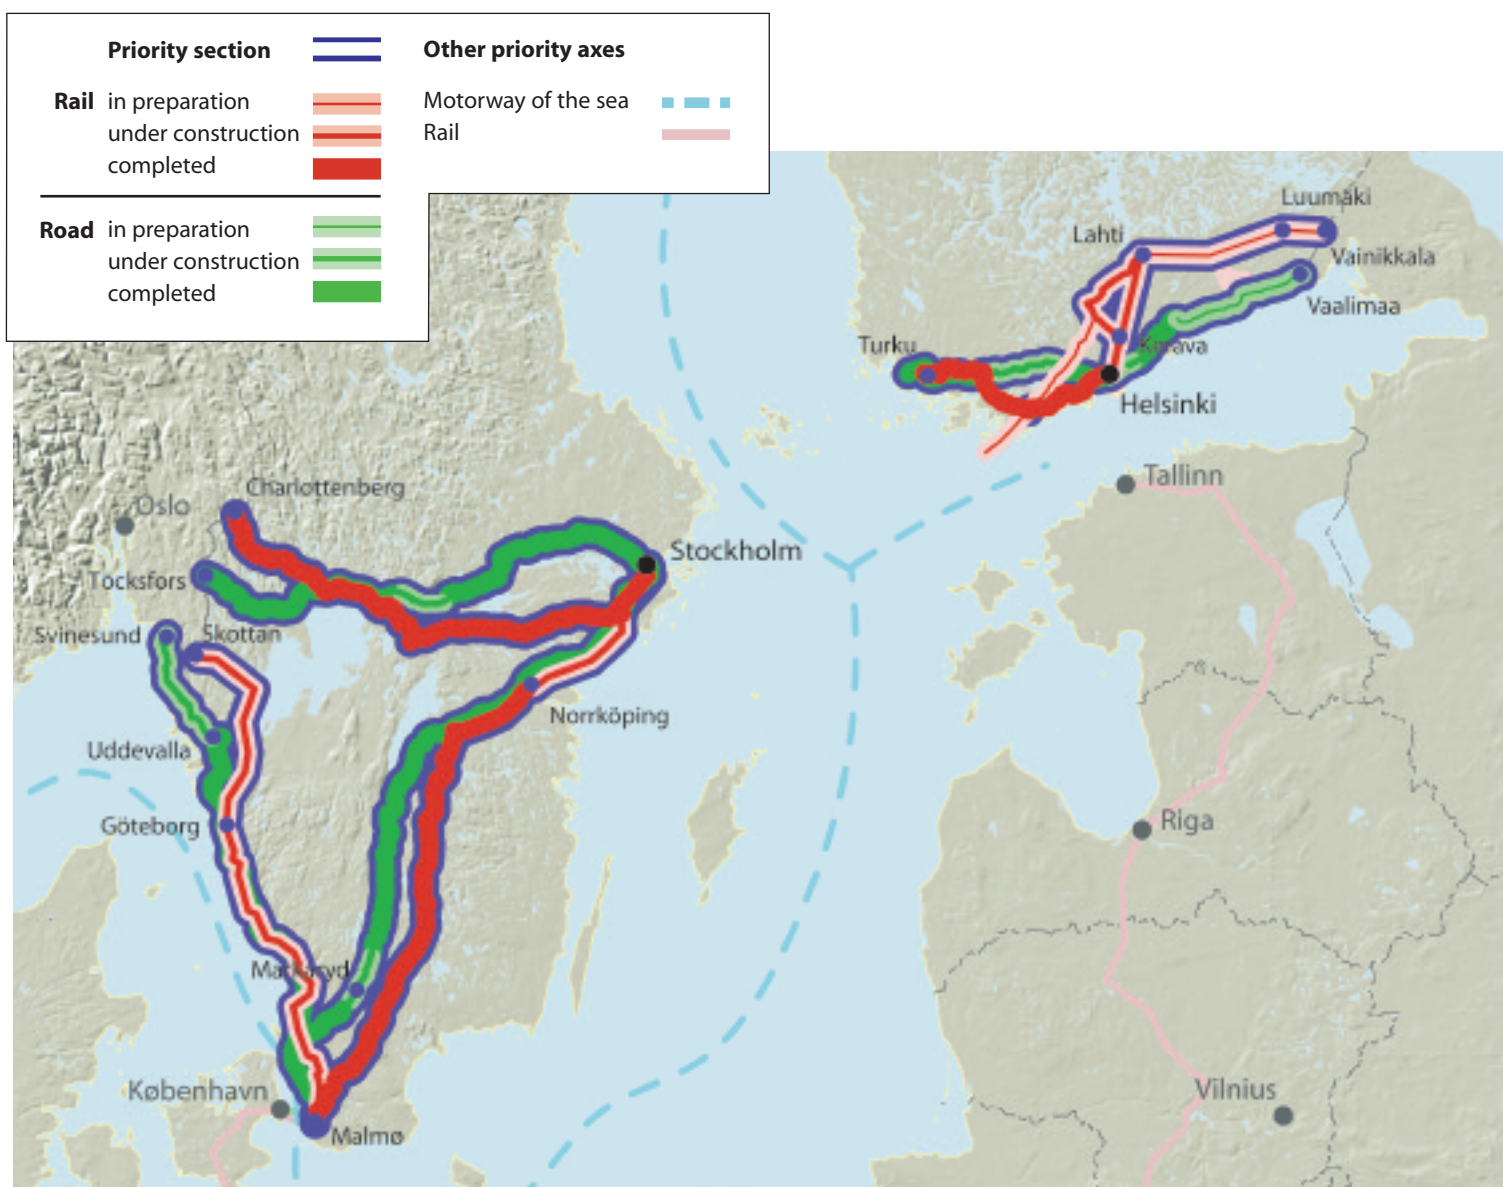 Priority section
Other priority axes
Rail in preparation
Motorway of the sea
under construction
Rail
completed
Road in preparation
under construction
completed
Luumäki
Lahti
Vainikkala
Vaalimaa
Turku
Kerava
Helsinki
Tallinn
Charlottenberg
Oslo
Stockholm
Töcksfors
Svinesund
Skottan
Norrköping
Uddevalla
Göteborg
Riga
Markaryd
København
Vilnius
Malmø